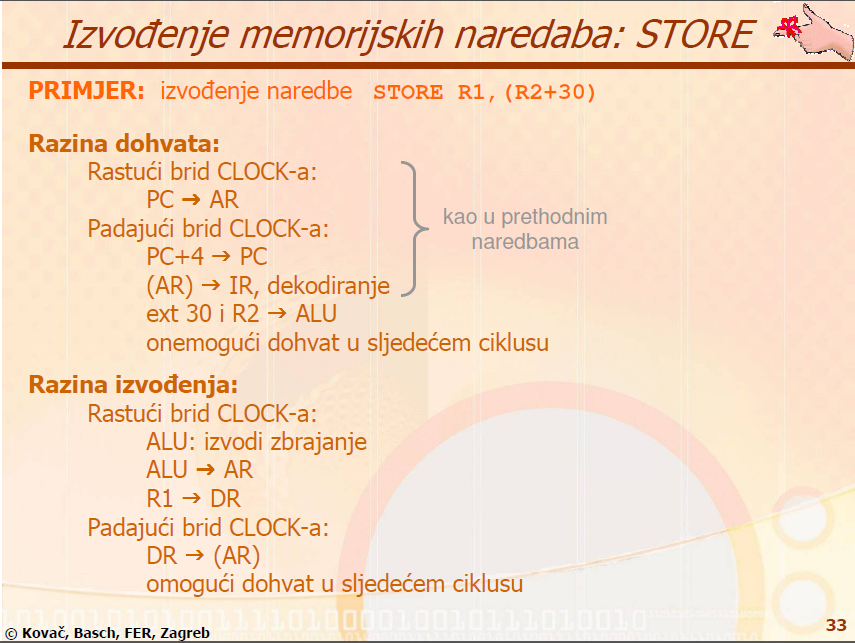 Izvođenje memorijskih naredaba: STORE
PRIMJER: izvođenje naredbe STORE R1,(R2+30)
Razina dohvata:
Rastući brid CLOCK-a:
PC ➔ AR
Padajući brid CLOCK-a:
PC+4 → PC
(AR) → IR, dekodiranje
kao u prethodnim
naredbama
ext 30 i R2 → ALU
onemogući dohvat u sljedećem ciklusu
Razina izvođenja:
Rastući brid CLOCK-a:
ALU: izvodi zbrajanje
ALU ➔ AR
R1 → DR
Padajući brid CLOCK-a:
DR → (AR)
omogući dohvat u sljedećem ciklusu
© Kovač, Basch, FER, Zagreb
33